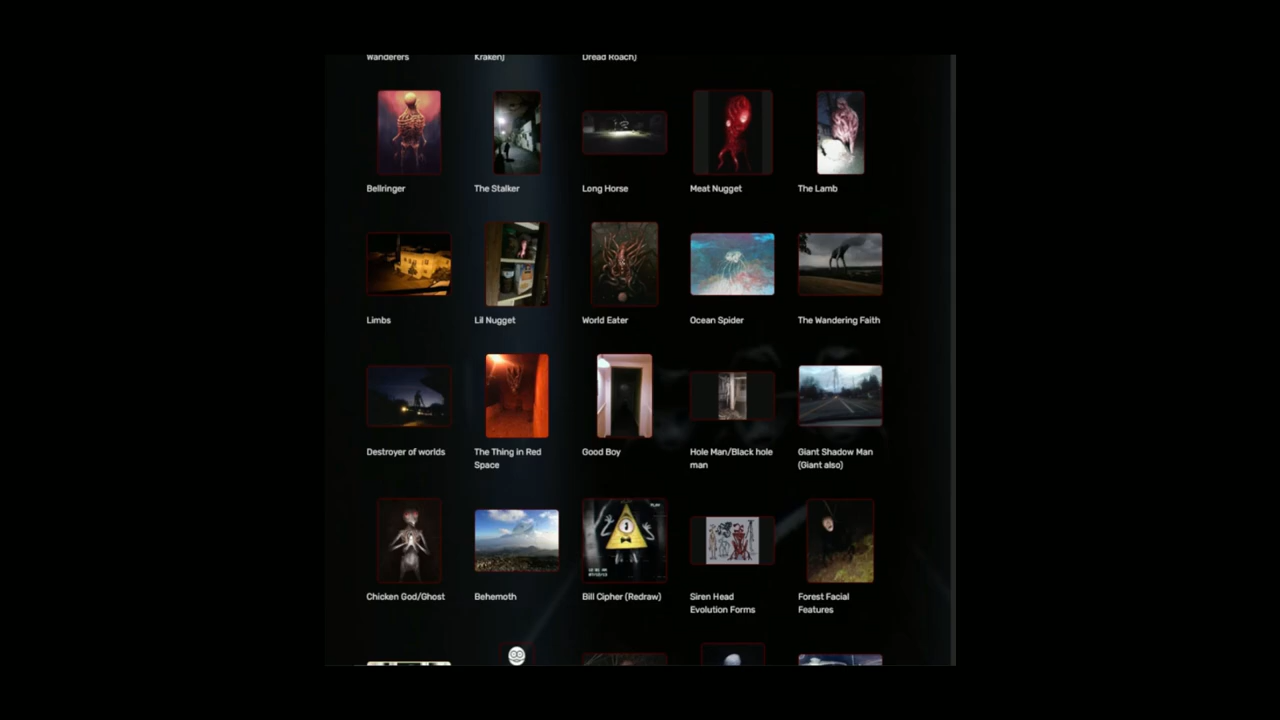 Wanderers
Kraken)
Dread Roach)
Bellringer
The Stalker
Long Horse
Meat Nugget
The Lamb
Limbs
Lil Nugget
World Eater
Ocean Spider
The Wandering Faith
Destroyer of worlds
The Thing in Red
Space
Good Boy
Hole Man/Black hole
man
Giant Shadow Man
(Giant also)
Chicken God/Ghost
Behemoth
Bill Cipher (Redraw)
Siren Head
Evolution Forms
Forest Facial
Features